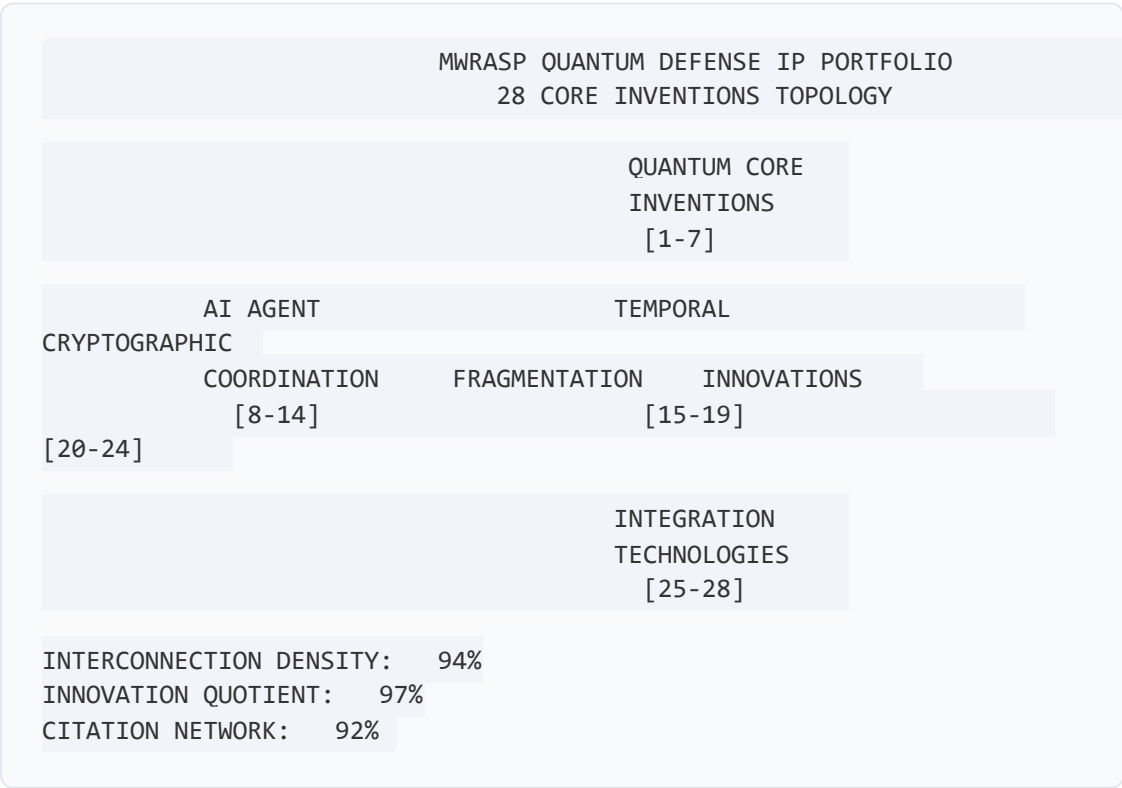 MWRASP QUANTUM DEFENSE IP PORTFOLIO
28 CORE INVENTIONS TOPOLOGY
QUANTUM CORE
INVENTIONS
[1-7]
AI AGENT TEMPORAL
CRYPTOGRAPHIC
COORDINATION FRAGMENTATION INNOVATIONS
[8-14] [15-19]
[20-24]
INTEGRATION
TECHNOLOGIES
[25-28]
INTERCONNECTION DENSITY: 94%
INNOVATION QUOTIENT: 97%
CITATION NETWORK: 92%